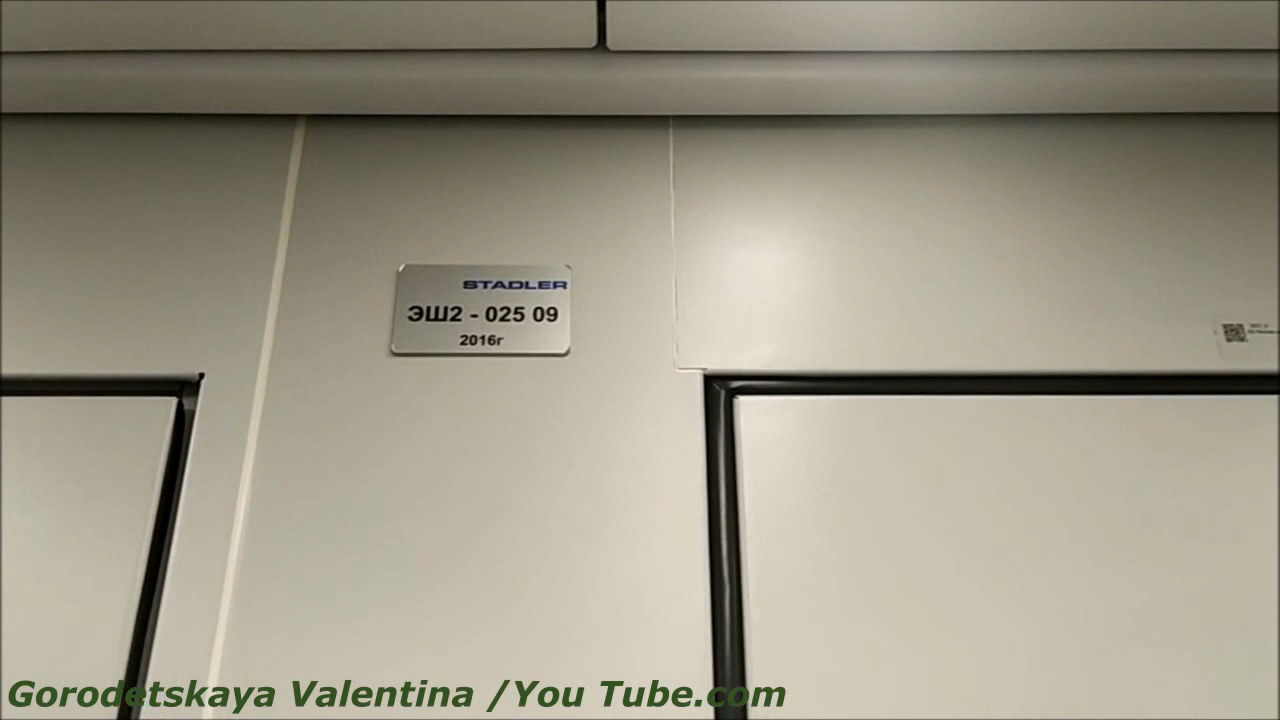 STADLER
ЭШ2 - 025 09
2016г
Gorodetskaya Valentina /You Tube.com